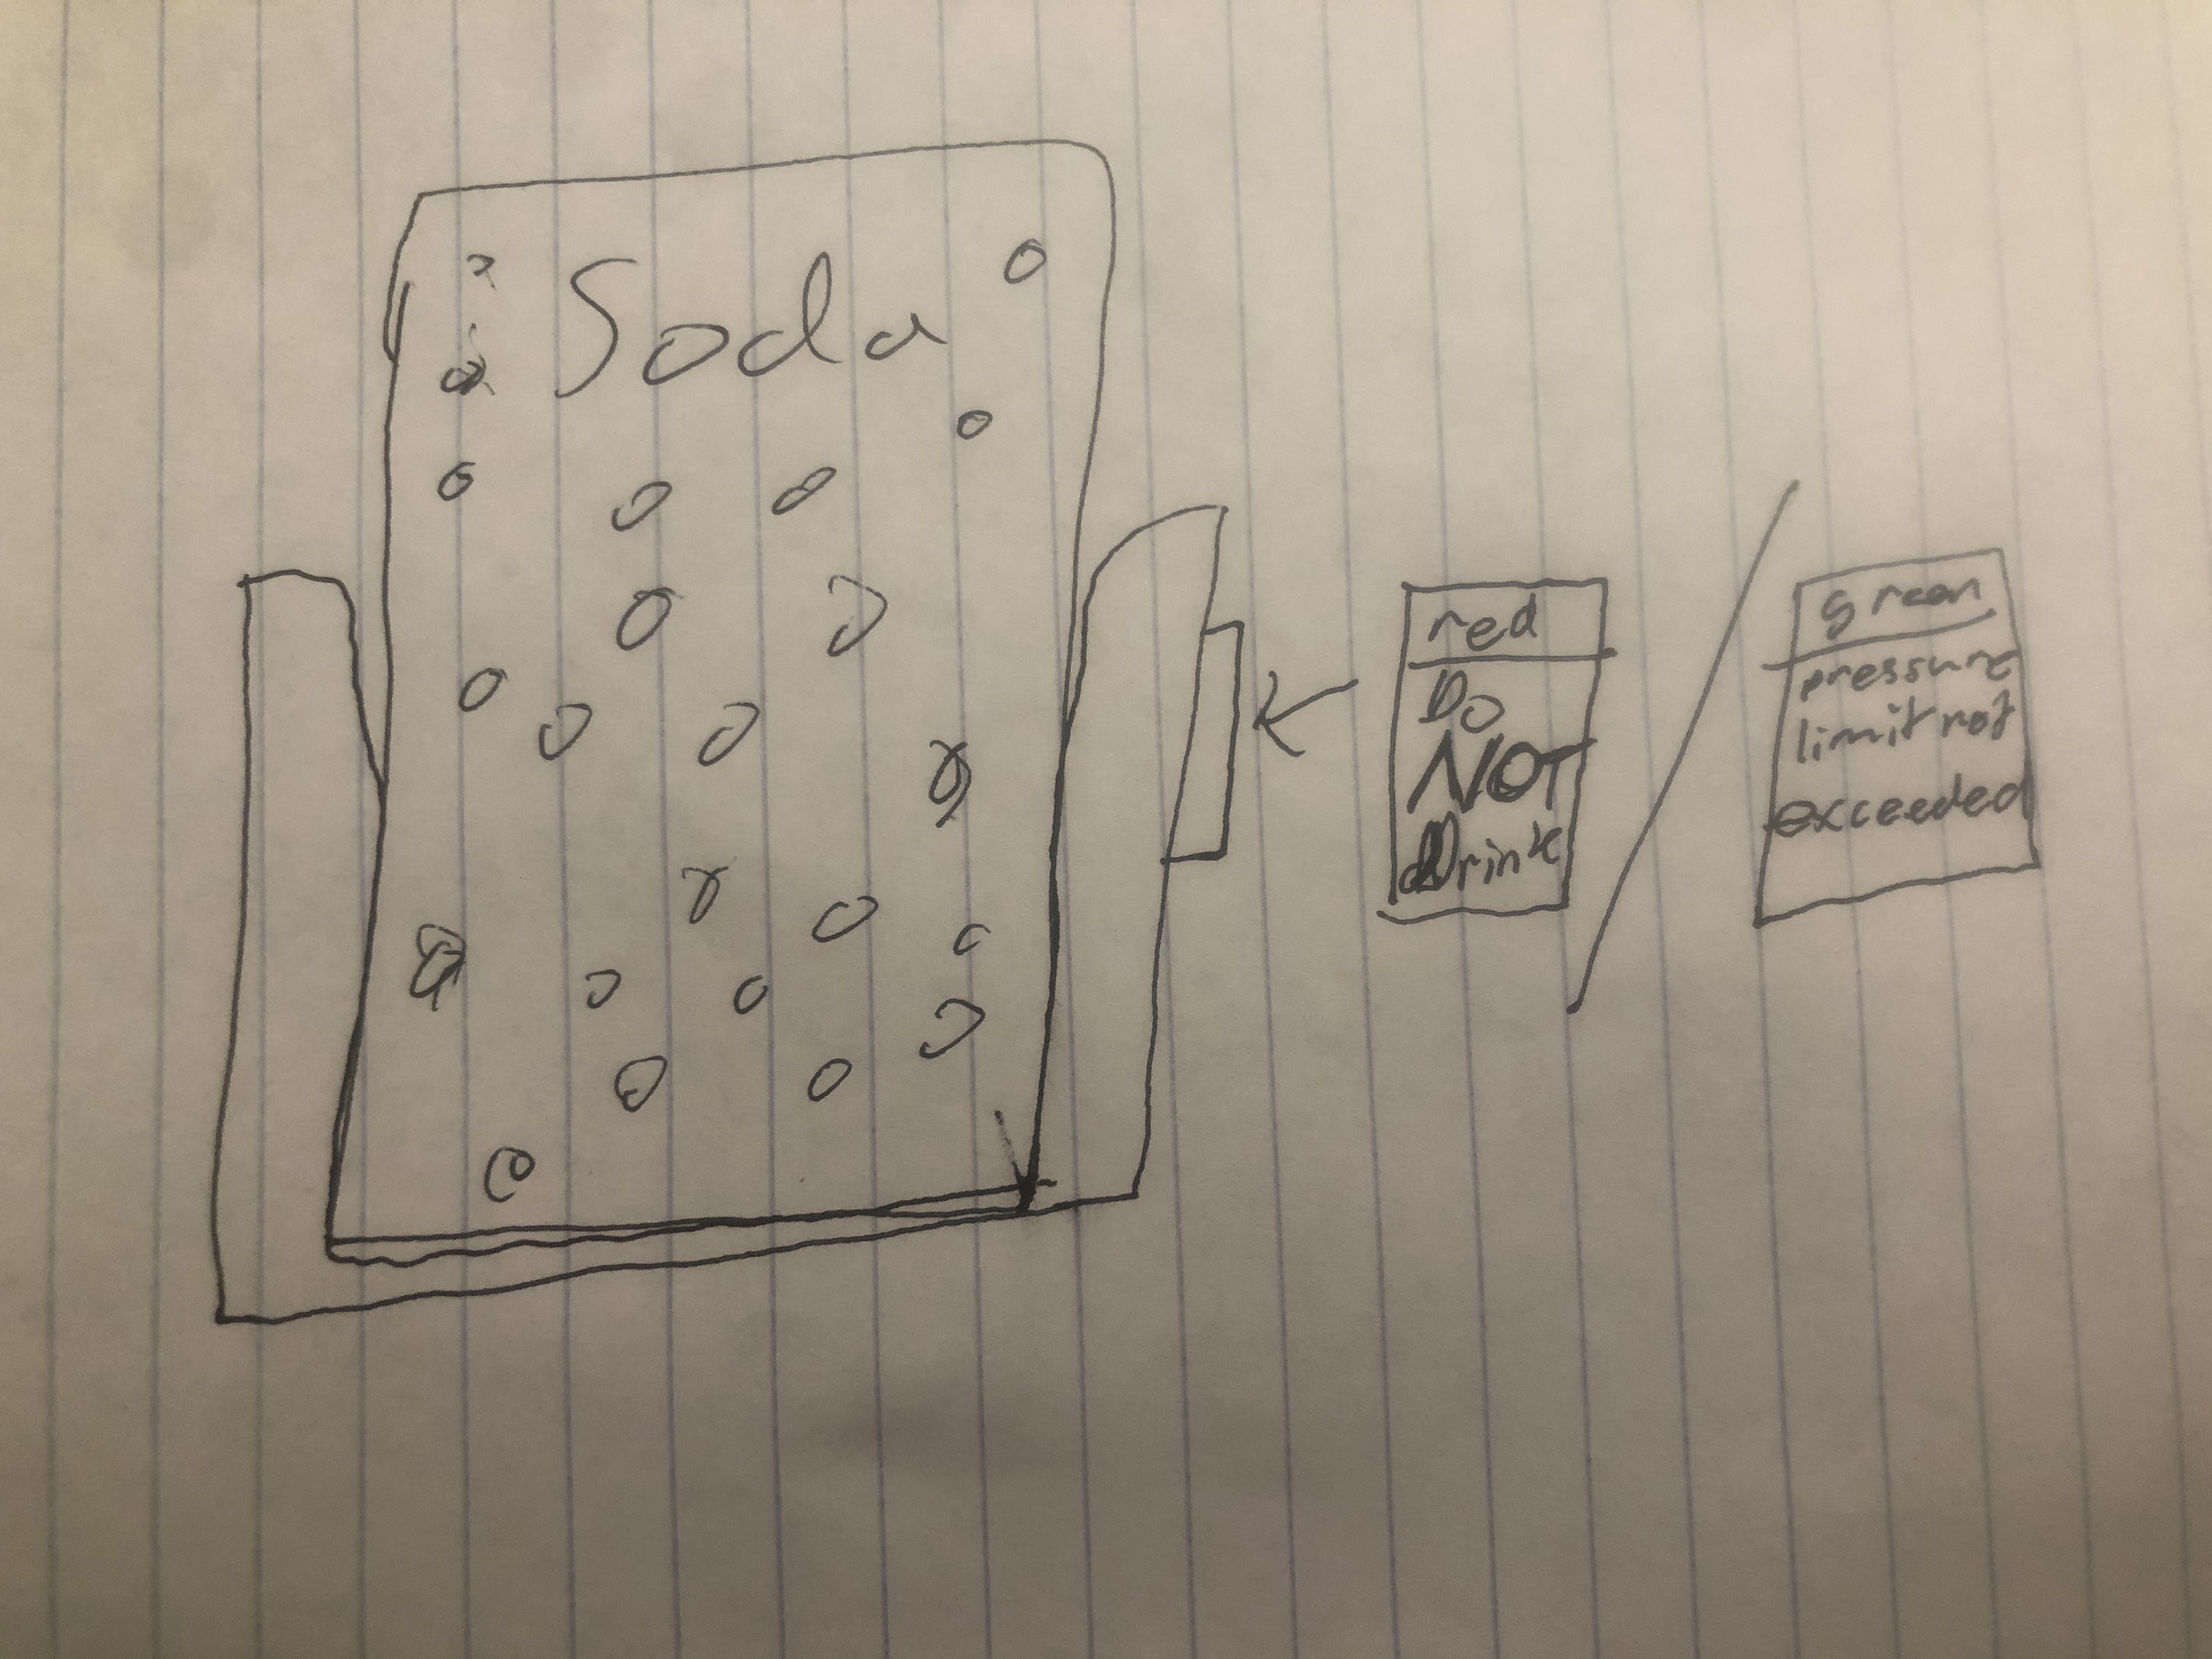 Soda
red
Do
NOT
Drink
green
pressure
limit not
exceeded